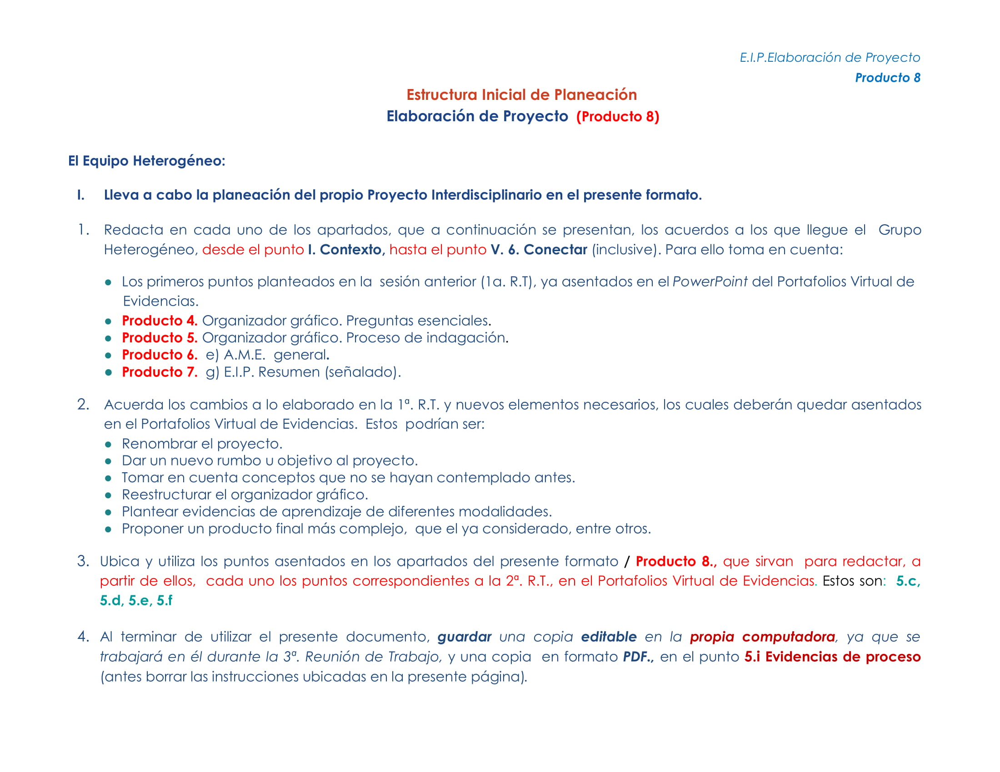 E.I.P.Elaboración de Proyecto
Producto 8
Estructura Inicial de Planeación
Elaboración de Proyecto (Producto 8)
El Equipo Heterogéneo:
I. Lleva a cabo la planeación del propio Proyecto Interdisciplinario en el presente formato.
1. Redacta en cada uno de los apartados, que a continuación se presentan, los acuerdos a los que llegue el Grupo
Heterogéneo, desde el punto I. Contexto, hasta el punto V. 6. Conectar (inclusive). Para ello toma en cuenta:
● Los primeros puntos planteados en la sesión anterior (1a. R.T), ya asentados en el PowerPoint del Portafolios Virtual de
Evidencias.
● Producto 4. Organizador gráfico. Preguntas esenciales.
● Producto 5. Organizador gráfico. Proceso de indagación.
● Producto 6. e) A.M.E. general.
● Producto 7. g) E.I.P. Resumen (señalado).
2. Acuerda los cambios a lo elaborado en la 1ª. R.T. y nuevos elementos necesarios, los cuales deberán quedar asentados
en el Portafolios Virtual de Evidencias. Estos podrían ser:
● Renombrar el proyecto.
● Dar un nuevo rumbo u objetivo al proyecto.
● Tomar en cuenta conceptos que no se hayan contemplado antes.
● Reestructurar el organizador gráfico.
● Plantear evidencias de aprendizaje de diferentes modalidades.
● Proponer un producto final más complejo, que el ya considerado, entre otros.
3. Ubica y utiliza los puntos asentados en los apartados del presente formato / Producto 8., que sirvan para redactar, a
partir de ellos, cada uno los puntos correspondientes a la 2ª. R.T., en el Portafolios Virtual de Evidencias. Estos son: 5.c,
5.d, 5.e, 5.f
4. Al terminar de utilizar el presente documento, guardar una copia editable en la propia computadora, ya que se
trabajará en él durante la 3ª. Reunión de Trabajo, y una copia en formato PDF., en el punto 5.i Evidencias de proceso
(antes borrar las instrucciones ubicadas en la presente página).